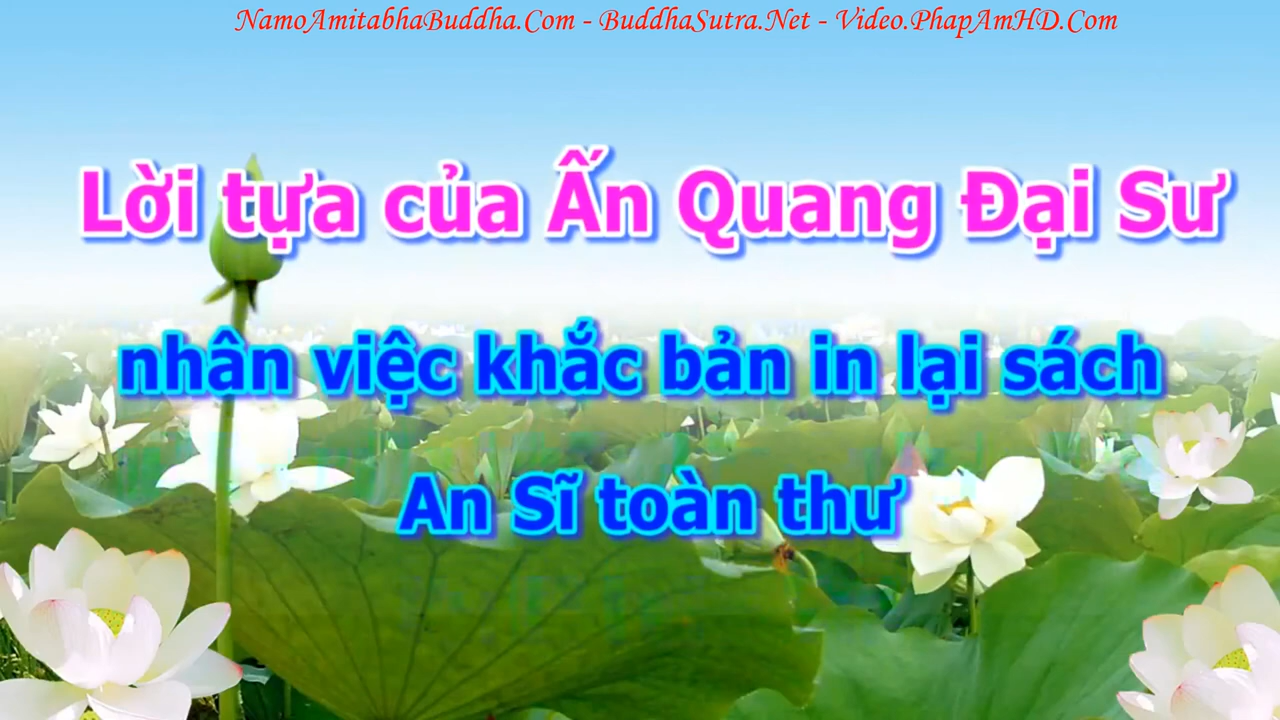 NamoAmitabhaBuddha.Com - BuddhaSutra.Net - Video.PhapAmHD.Com
Lời tựa của Ấn Quang Đại Sư
nhân việc khắc bản in lại sách
An Sĩ toàn thư